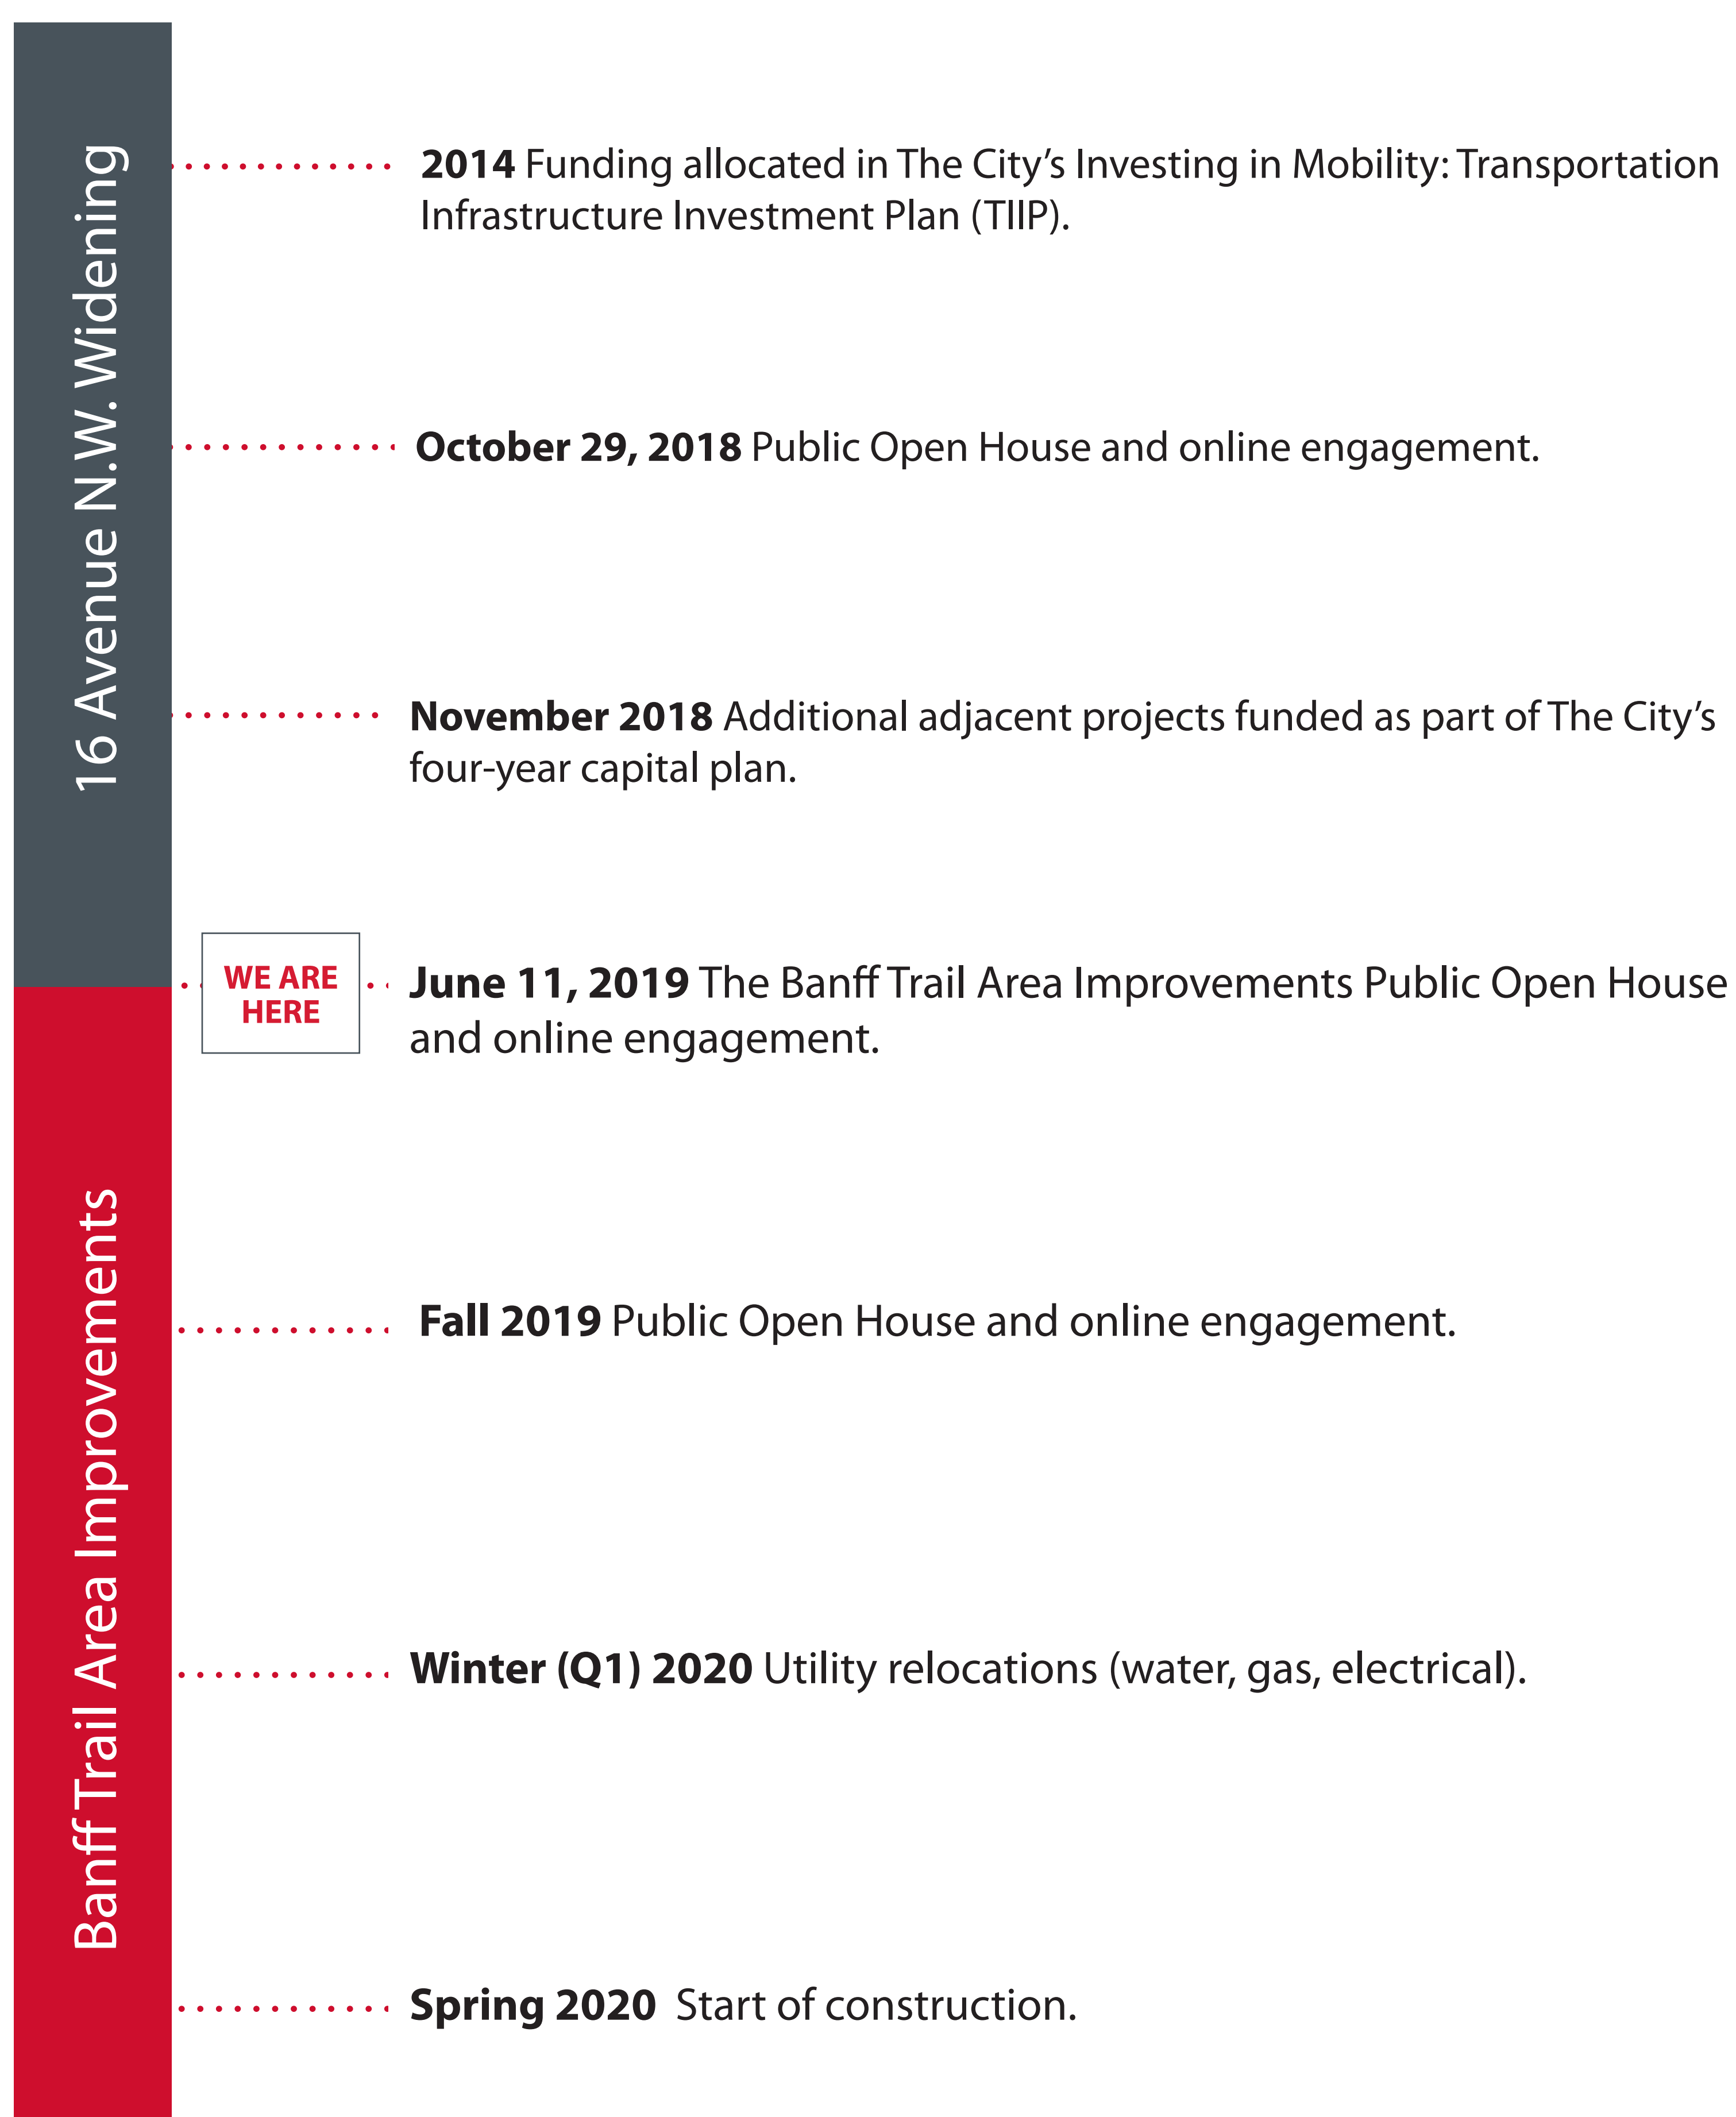 16 Avenue N.W. Widening
2014 Funding allocated in The City’s Investing in Mobility: Transportation
Infrastructure Investment Plan (TIIP).
October 29, 2018 Public Open House and online engagement.
November 2018 Additional adjacent projects funded as part of The City’s
four-year capital plan.
WE ARE
HERE
June 11, 2019 The Banff Trail Area Improvements Public Open House
and online engagement.
Banff Trail Area Improvements
Fall 2019 Public Open House and online engagement.
Winter (Q1) 2020 Utility relocations (water, gas, electrical).
Spring 2020 Start of construction.